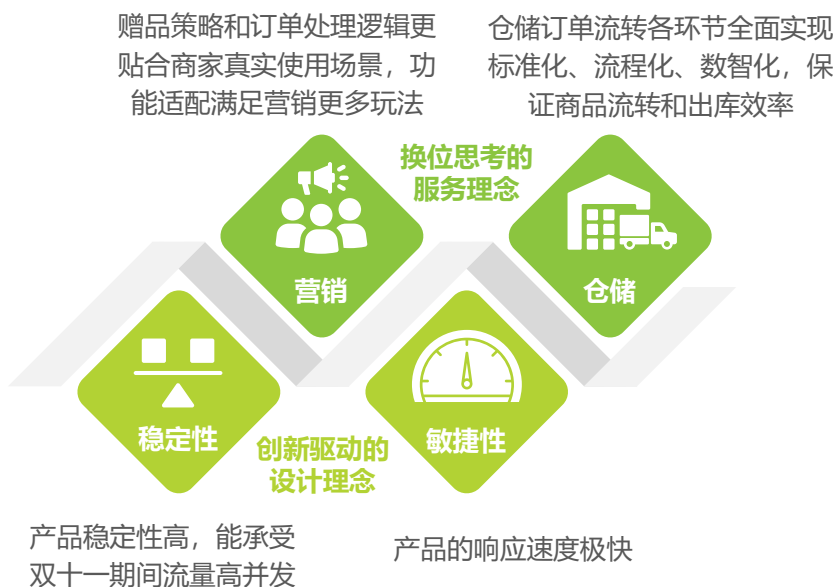 赠品策略和订单处理逻辑更
贴合商家真实使用场景，功
能适配满足营销更多玩法
仓储订单流转各环节全面实现
标准化、流程化、数智化，保
证商品流转和出库效率
换位思考的
服务理念
营销
仓储
稳定性
创新驱动的
设计理念
敏捷性
产品稳定性高，能承受
双十一期间流量高并发
产品的响应速度极快